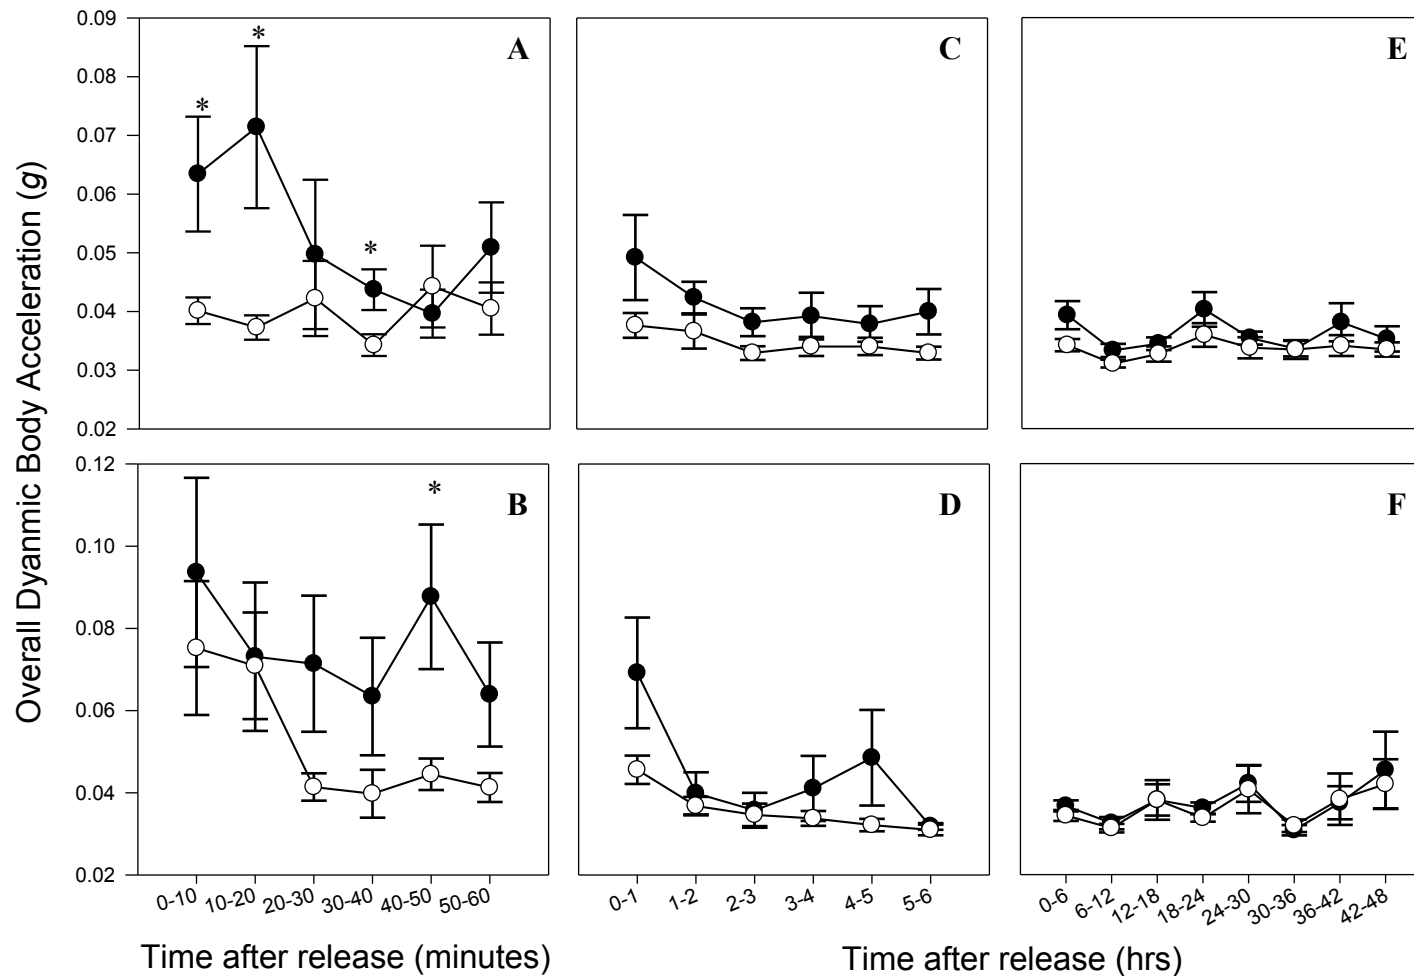 Overall Dyanmic Body Acceleration (g)
0.09
0.08
0.07
0.06
0.05
0.04
0.03
0.02
*
*
*
A
C
E
0.12
0.10
0.08
0.06
0.04
0.02
*
B
D
F
0-10 10-20 20-30 30-40 40-50 50-60
0-1 1-2 2-3 3-4 4-5 5-6
0-6 6-12 12-18 18-24 24-30 30-36 36-42 42-48
Time after release (minutes)
Time after release (hrs)